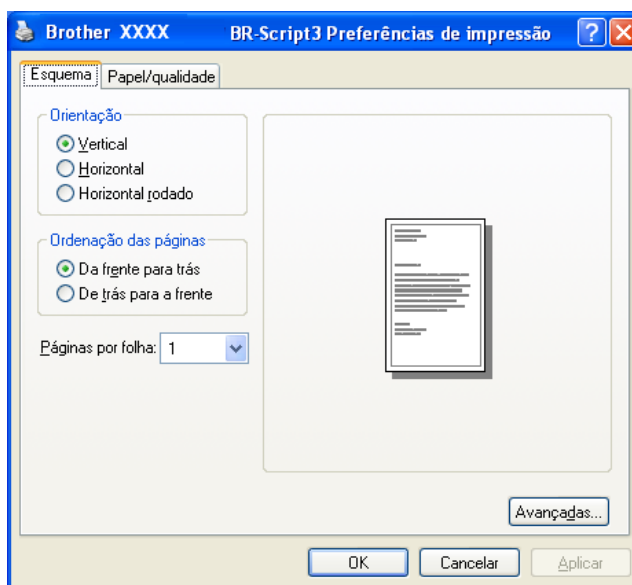 Brother XXXX BR-Script3 Preferências de impressão
Esquema Papel/qualidade
Orientação
Vertical
Horizontal
Horizontal rodado
Ordenação das páginas
Da frente para trás
De trás para a frente
Páginas por folha: 1
Avançadas...
OK Cancelar Aplicar